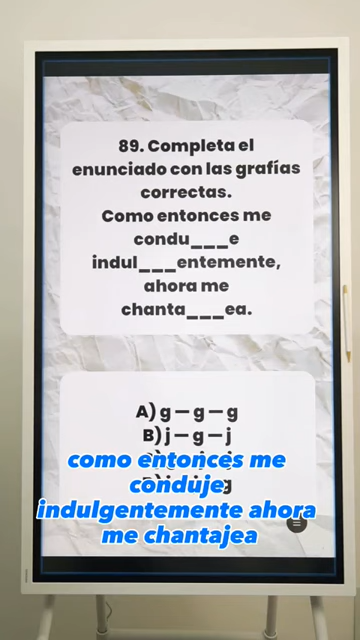 89. Completa el
enunciado con las grafías
correctas.
Como entonces me
condu___e
indul___entemente,
ahora me
chanta___ea.
A) g — g — g
B) j — g — j
como entonces me
conduje
indulgentemente ahora
me chantajea